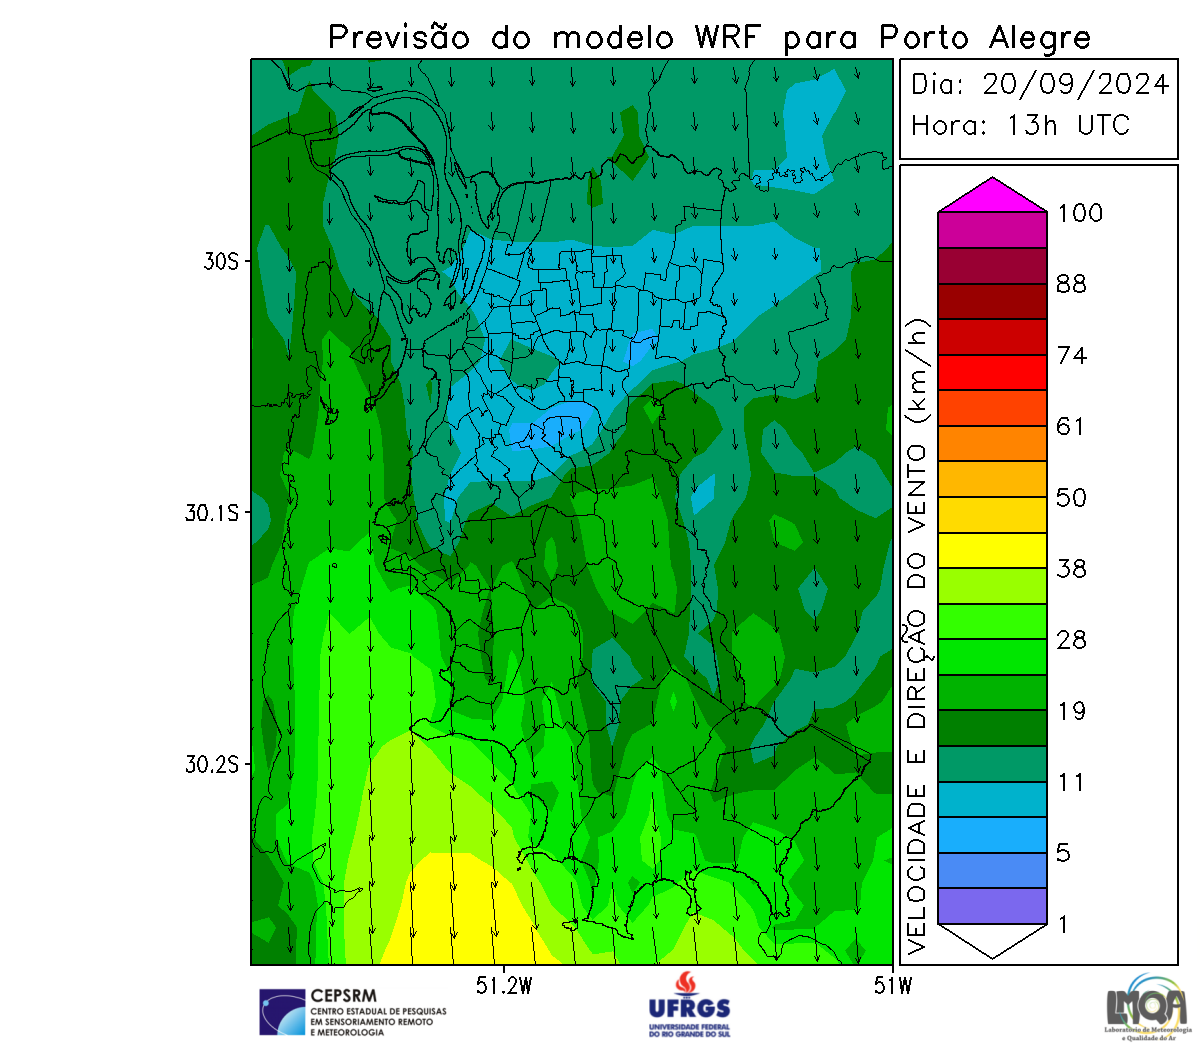 Previsão do modelo WRF para Porto Alegre
Dia: 20/09/2024
Hora: 13h UTC
30S
30.1S
30.2S
51.2W
51W
VELOCIDADE E DIREÇÃO DO VENTO (km/h)
100
88
74
61
50
38
28
19
11
5
1
CEPSRM
CENTRO ESTADUAL DE PESQUISAS
EM SENSORIAMENTO REMOTO
E METEOROLOGIA
UFRGS
UNIVERSIDADE FEDERAL
DO RIO GRANDE DO SUL
LMQA
Laboratório de Meteorologia
e Qualidade do Ar